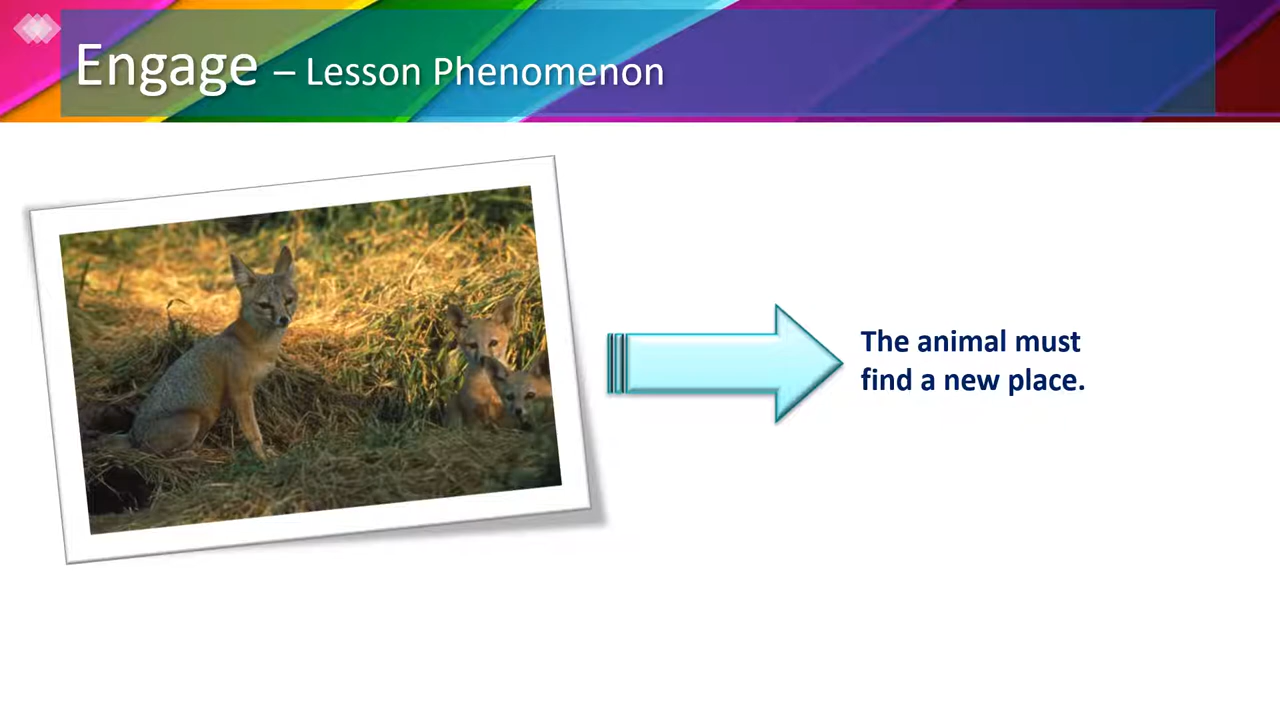 Engage – Lesson Phenomenon
The animal must
find a new place.